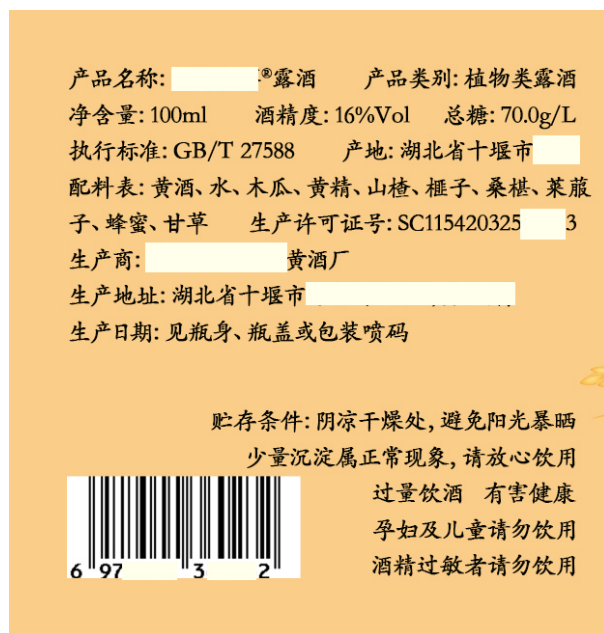 产品名称: ®露酒 产品类别: 植物类露酒
净含量: 100ml 酒精度: 16%Vol 总糖: 70.0g/L
执行标准: GB/T 27588 产地: 湖北省十堰市
配料表: 黄酒、水、木瓜、黄精、山楂、榧子、桑椹、莱菔
子、蜂蜜、甘草 生产许可证号: SC115420325 3
生产商: 黄酒厂
生产地址: 湖北省十堰市
生产日期: 见瓶身、瓶盖或包装喷码
贮存条件: 阴凉干燥处, 避免阳光暴晒
少量沉淀属正常现象, 请放心饮用
过量饮酒 有害健康
孕妇及儿童请勿饮用
酒精过敏者请勿饮用
6 97 3 2